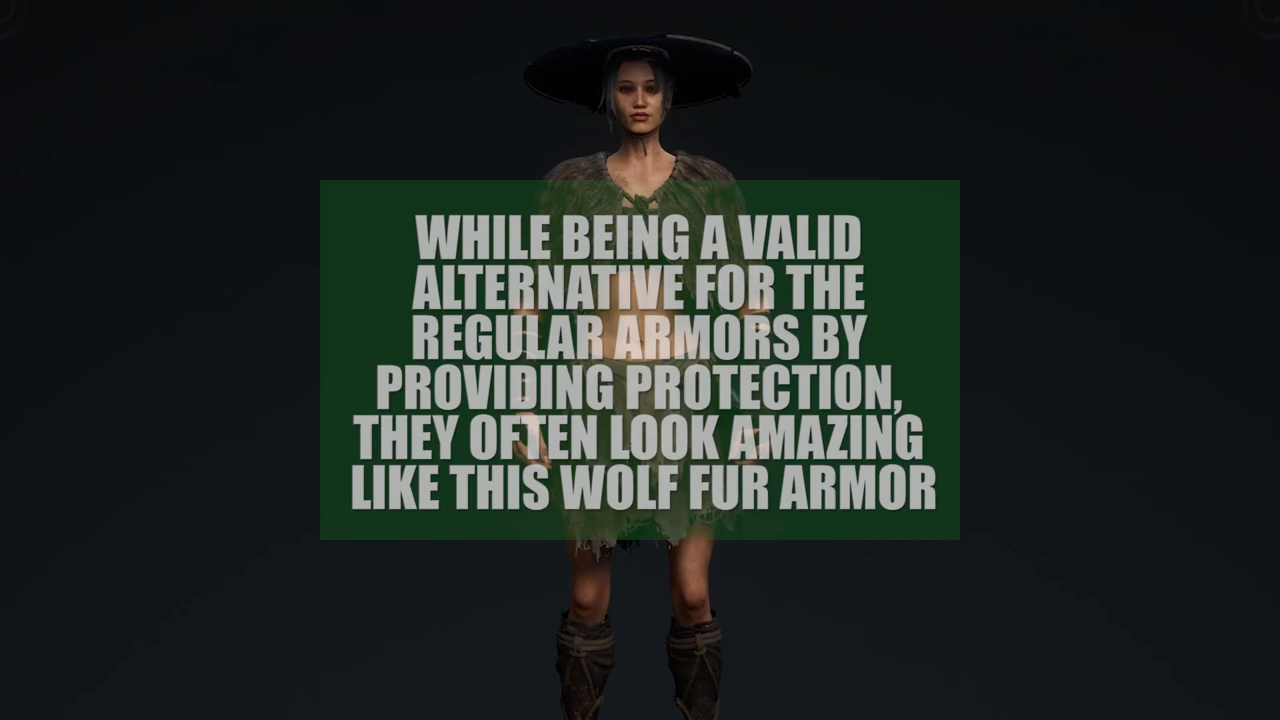 WHILE BEING A VALID
ALTERNATIVE FOR THE
REGULAR ARMORS BY
PROVIDING PROTECTION,
THEY OFTEN LOOK AMAZING
LIKE THIS WOLF FUR ARMOR